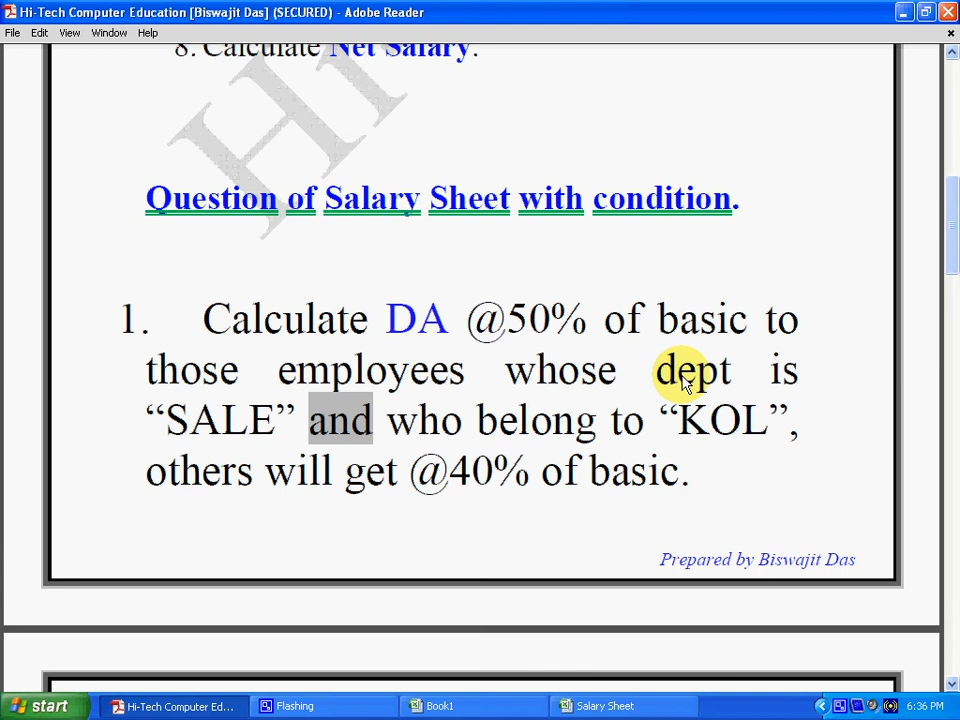 Hi-Tech Computer Education [Biswajit Das] (SECURED) - Adobe Reader
File Edit View Window Help
8. Calculate Net Salary.
Hi
Question of Salary Sheet with condition.
1. Calculate DA @50% of basic to
those employees whose dept is
“SALE” and who belong to “KOL”,
others will get @40% of basic.
Prepared by Biswajit Das
start Hi-Tech Computer Ed... Flashing Book1 Salary Sheet 6:36 PM